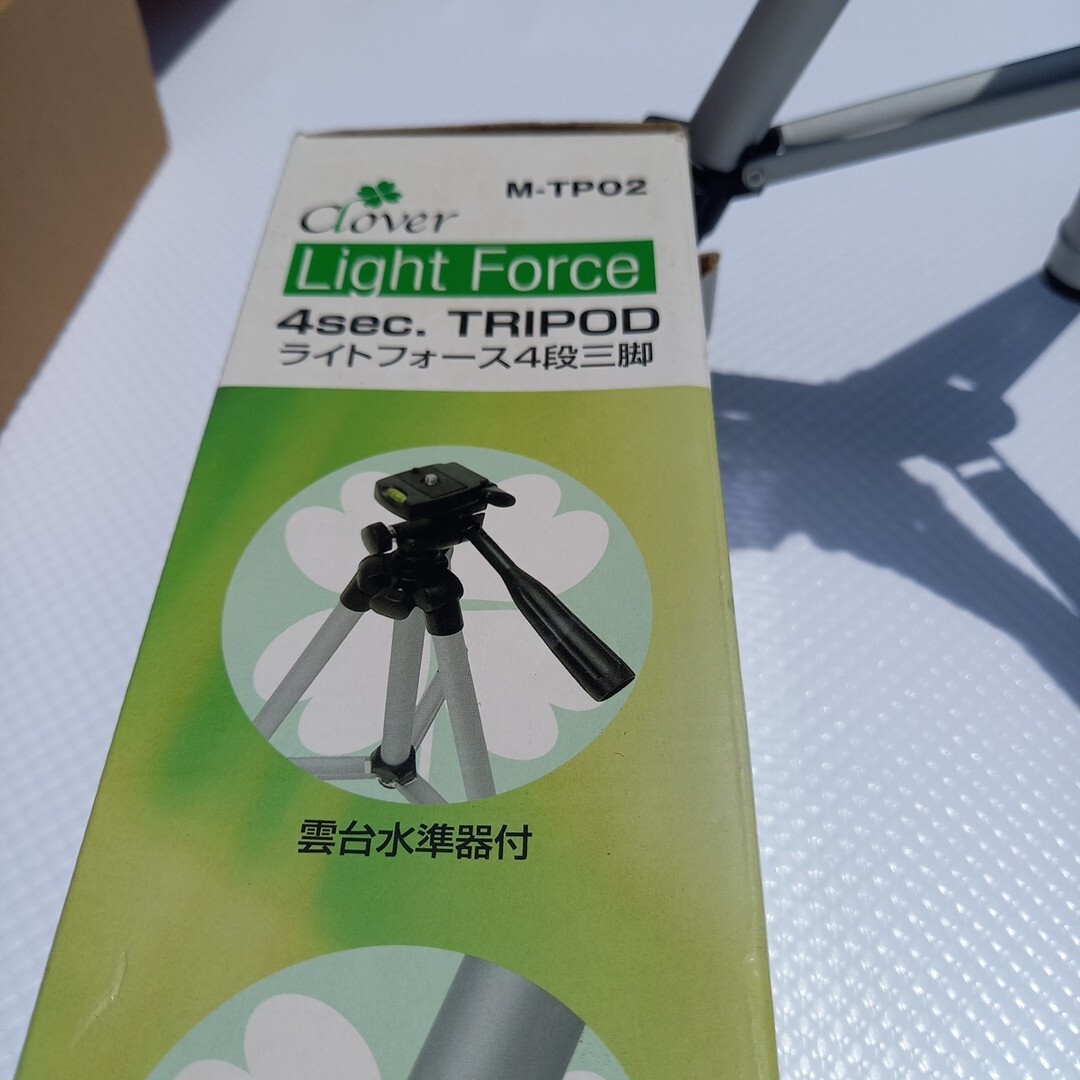 Clover
M-TP02
Light Force
4sec. TRIPOD
ライトフォース4段三脚
雲台水準器付